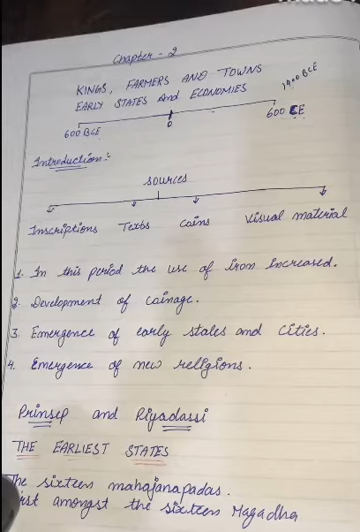 Chapter - 2
KINGS, FARMERS AND TOWNS
EARLY STATES AND ECONOMIES
1900 BCE
600 BCE
0
600 CE
Introduction :-
sources
Inscriptions Texts Coins Visual material
1. In this period the use of iron increased.
2. Development of coinage.
3. Emergence of early states and cities.
4. Emergence of new religions.
Prinsep and Piyadassi
THE EARLIEST STATES
The sixteen mahajanapadas.
amongst the sixteen Magadha